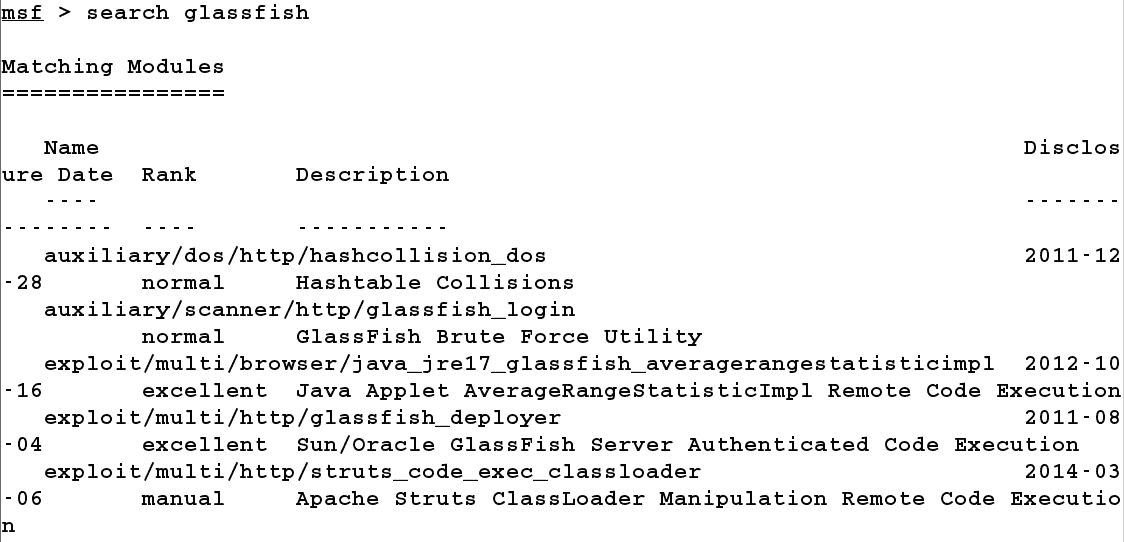 msf > search glassfish
Matching Modules
================
Name Disclos
ure Date Rank Description
---- -------
-------- ---- -----------
auxiliary/dos/http/hashcollision_dos 2011-12
-28 normal Hashtable Collisions
auxiliary/scanner/http/glassfish_login
normal GlassFish Brute Force Utility
exploit/multi/browser/java_jre17_glassfish_averagerangestatisticimpl 2012-10
-16 excellent Java Applet AverageRangeStatisticImpl Remote Code Execution
exploit/multi/http/glassfish_deployer 2011-08
-04 excellent Sun/Oracle GlassFish Server Authenticated Code Execution
exploit/multi/http/struts_code_exec_classloader 2014-03
-06 manual Apache Struts ClassLoader Manipulation Remote Code Executio
n